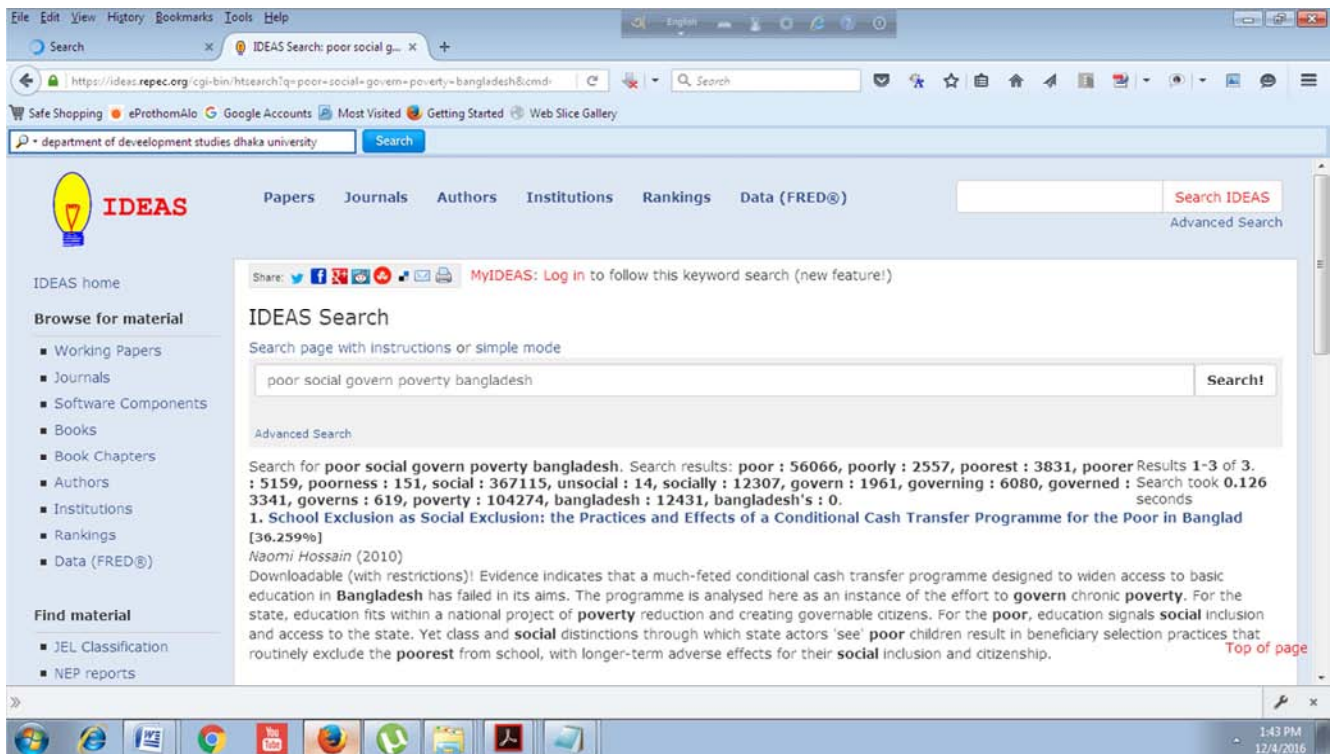 File Edit View History Bookmarks Tools Help
English
Search × IDEAS Search: poor social g... × +
https://ideas.repec.org/cgi-bin/htsearch?q=poor+social+govern+poverty+bangladesh&cmd Search
Safe Shopping eProthomAlo Google Accounts Most Visited Getting Started Web Slice Gallery
department of deveelopment studies dhaka university Search
IDEAS
Papers Journals Authors Institutions Rankings Data (FRED®)
Search IDEAS
Advanced Search
IDEAS home
Browse for material
Working Papers
Journals
Software Components
Books
Book Chapters
Authors
Institutions
Rankings
Data (FRED®)
Find material
JEL Classification
NEP reports
Share: MyIDEAS: Log in to follow this keyword search (new feature!)
IDEAS Search
Search page with instructions or simple mode
poor social govern poverty bangladesh Search!
Advanced Search
Search for poor social govern poverty bangladesh. Search results: poor : 56066, poorly : 2557, poorest : 3831, poorer
: 5159, poorness : 151, social : 367115, unsocial : 14, socially : 12307, govern : 1961, governing : 6080, governed :
3341, governs : 619, poverty : 104274, bangladesh : 12431, bangladesh's : 0.
Results 1-3 of 3.
Search took 0.126
seconds
1. School Exclusion as Social Exclusion: the Practices and Effects of a Conditional Cash Transfer Programme for the Poor in Banglad
[36.259%]
Naomi Hossain (2010)
Downloadable (with restrictions)! Evidence indicates that a much-feted conditional cash transfer programme designed to widen access to basic
education in Bangladesh has failed in its aims. The programme is analysed here as an instance of the effort to govern chronic poverty. For the
state, education fits within a national project of poverty reduction and creating governable citizens. For the poor, education signals social inclusion
and access to the state. Yet class and social distinctions through which state actors 'see' poor children result in beneficiary selection practices that
routinely exclude the poorest from school, with longer-term adverse effects for their social inclusion and citizenship.
Top of page
You Tube
1:43 PM
12/4/2016